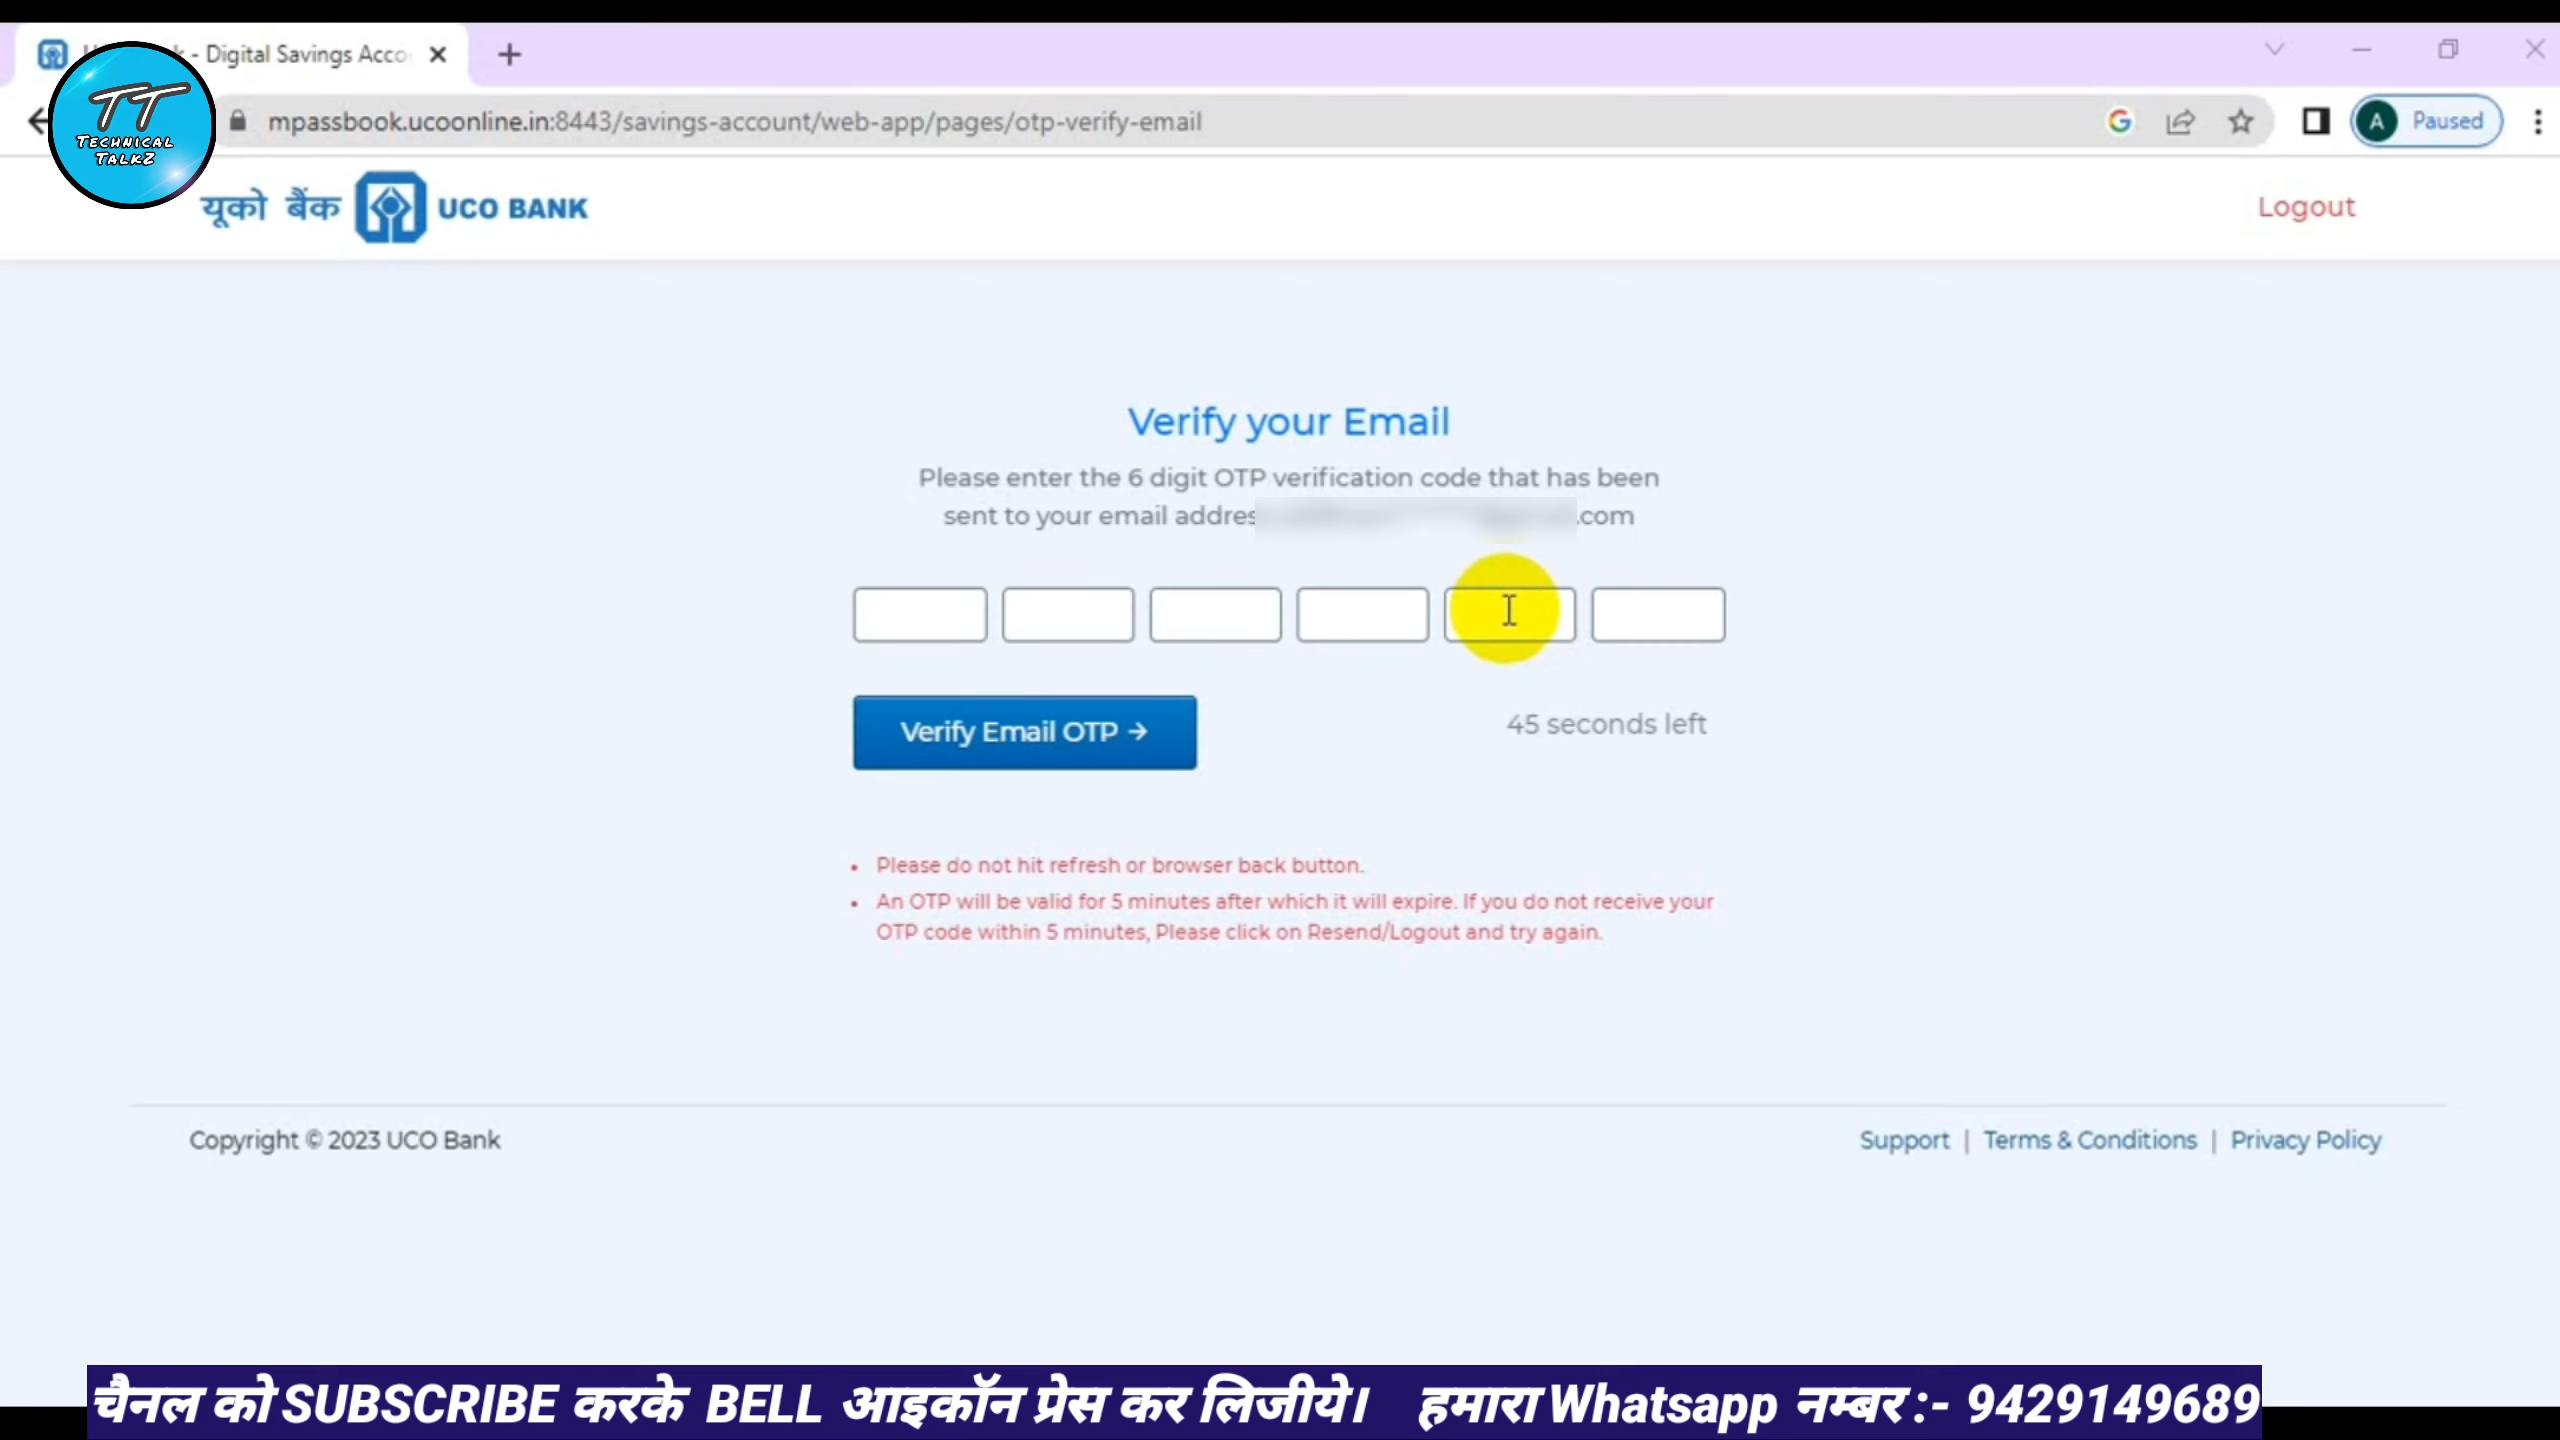 - Digital Savings Acco
TT
TECHNICAL
TALKZ
mpassbook.ucoonline.in:8443/savings-account/web-app/pages/otp-verify-email
A Paused
यूको बैंक UCO BANK
Logout
Verify your Email
Please enter the 6 digit OTP verification code that has been
sent to your email addres .com
Verify Email OTP →
45 seconds left
• Please do not hit refresh or browser back button.
• An OTP will be valid for 5 minutes after which it will expire. If you do not receive your
OTP code within 5 minutes, Please click on Resend/Logout and try again.
Copyright © 2023 UCO Bank
Support | Terms & Conditions | Privacy Policy
चैनल को SUBSCRIBE करके BELL आइकॉन प्रेस कर लिजीये। हमारा Whatsapp नम्बर :- 9429149689